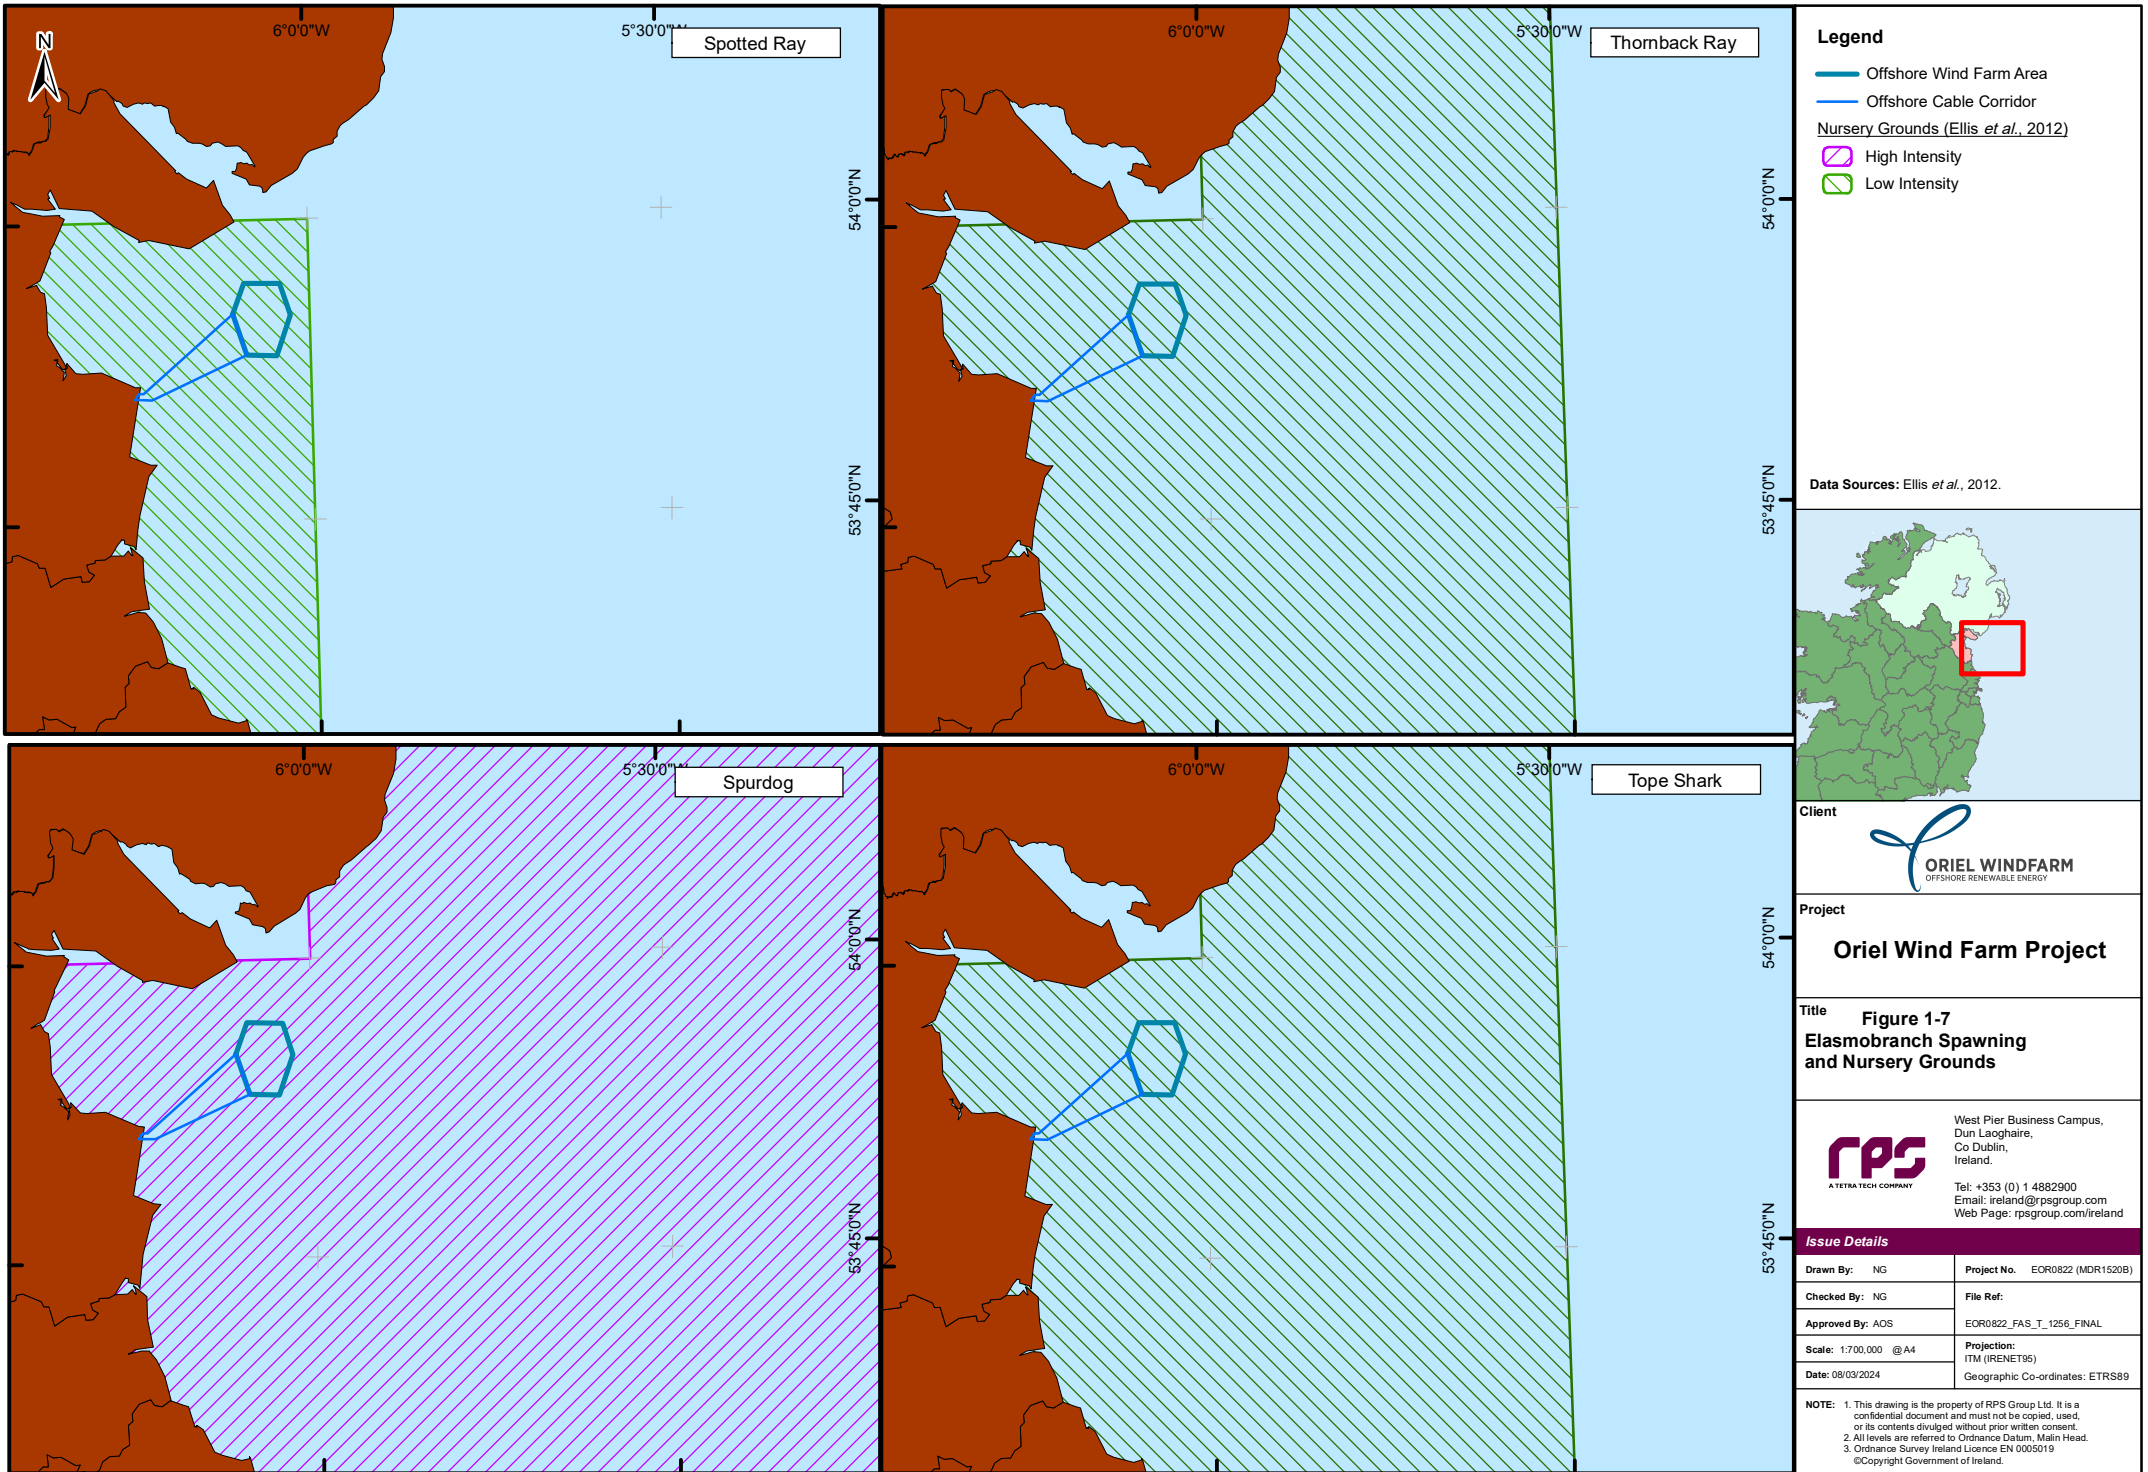 N
6°0'0"W
5°30'0"W
Spotted Ray
54°0'0"N
53°45'0"N
6°0'0"W
5°30'0"W
Thornback Ray
54°0'0"N
53°45'0"N
6°0'0"W
5°30'0"W
Spurdog
54°0'0"N
53°45'0"N
6°0'0"W
5°30'0"W
Tope Shark
54°0'0"N
53°45'0"N
Legend
Offshore Wind Farm Area
Offshore Cable Corridor
Nursery Grounds (Ellis et al., 2012)
High Intensity
Low Intensity
Data Sources: Ellis et al., 2012.
Client
ORIEL WINDFARM
OFFSHORE RENEWABLE ENERGY
Project
Oriel Wind Farm Project
Title
Figure 1-7
Elasmobranch Spawning
and Nursery Grounds
rps
A TETRA TECH COMPANY
West Pier Business Campus,
Dun Laoghaire,
Co Dublin,
Ireland.
Tel: +353 (0) 1 4882900
Email: ireland@rpsgroup.com
Web Page: rpsgroup.com/ireland
Issue Details
Drawn By: NG
Project No. EOR0822 (MDR1520B)
Checked By: NG
File Ref:
Approved By: AOS
EOR0822_FAS_T_1256_FINAL
Scale: 1:700,000 @ A4
Projection:
ITM (IRENET95)
Date: 08/03/2024
Geographic Co-ordinates: ETRS89
NOTE: 1. This drawing is the property of RPS Group Ltd. It is a
confidential document and must not be copied, used,
or its contents divulged without prior written consent.
2. All levels are referred to Ordnance Datum, Malin Head.
3. Ordnance Survey Ireland Licence EN 0005019
©Copyright Government of Ireland.